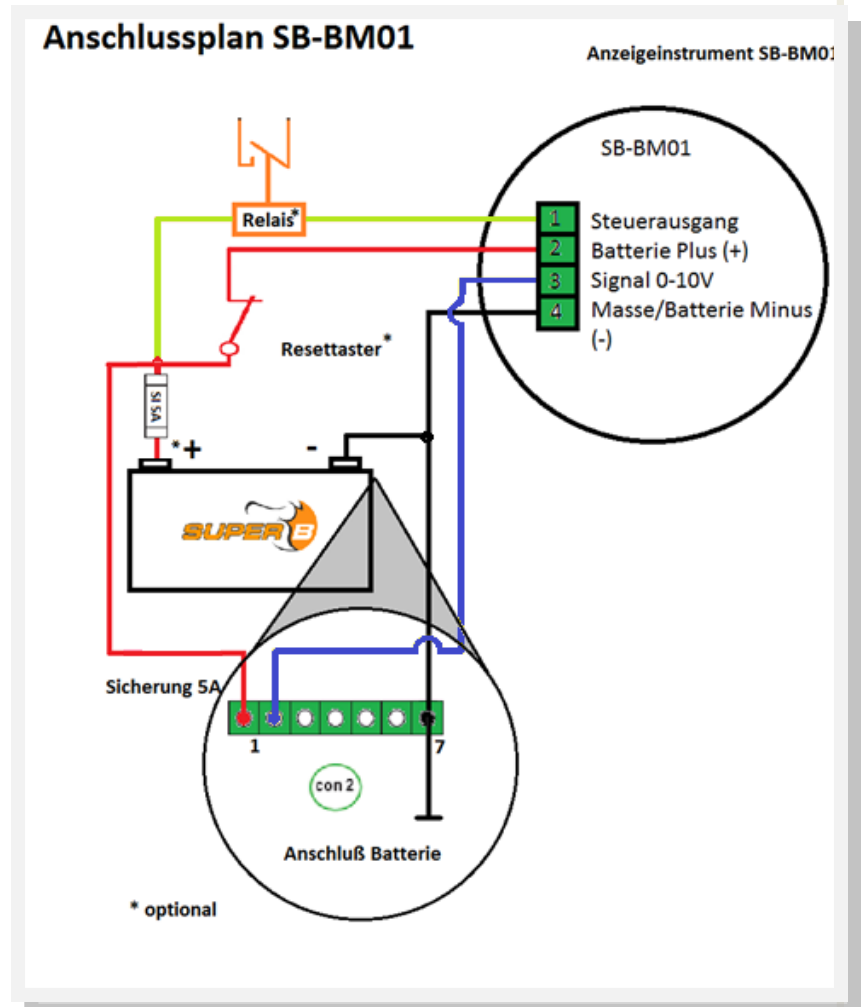 Anschlussplan SB-BM01
Anzeigeinstrument SB-BM01
SB-BM01
Relais*
1 Steuerausgang
2 Batterie Plus (+)
3 Signal 0-10V
4 Masse/Batterie Minus
(-)
Resettaster*
SI 5A
*+ -
SUPER B
Sicherung 5A
1 7
con 2
Anschluß Batterie
* optional